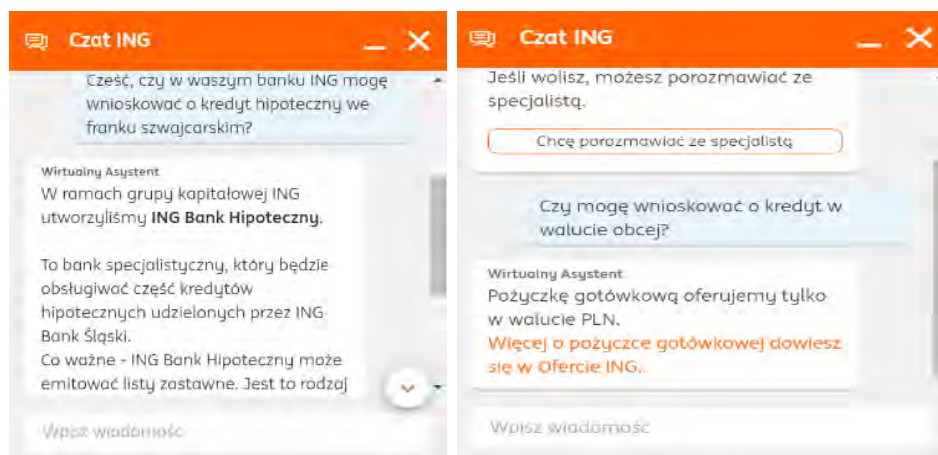 Czat ING
Cześć, czy w waszym banku ING mogę
wnioskować o kredyt hipoteczny we
franku szwajcarskim?
Wirtualny Asystent
W ramach grupy kapitałowej ING
utworzyliśmy ING Bank Hipoteczny.
To bank specjalistyczny, który będzie
obsługiwać część kredytów
hipotecznych udzielonych przez ING
Bank Śląski.
Co ważne - ING Bank Hipoteczny może
emitować listy zastawne. Jest to rodzaj
Wpisz wiadomość
Czat ING
Jeśli wolisz, możesz porozmawiać ze
specjalistą.
Chcę porozmawiać ze specjalistą
Czy mogę wnioskować o kredyt w
walucie obcej?
Wirtualny Asystent
Pożyczkę gotówkową oferujemy tylko
w walucie PLN.
Więcej o pożyczce gotówkowej dowiesz
się w Ofercie ING.
Wpisz wiadomość